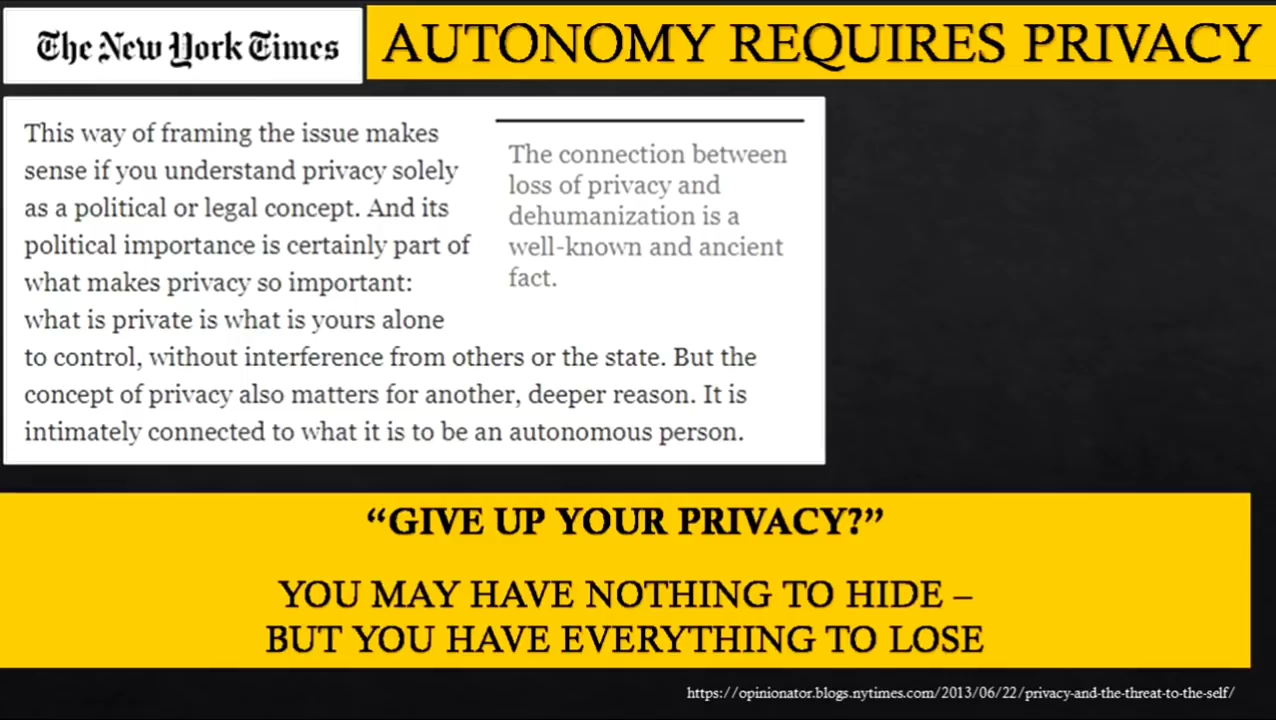 The New York Times
AUTONOMY REQUIRES PRIVACY
This way of framing the issue makes
sense if you understand privacy solely
as a political or legal concept. And its
political importance is certainly part of
what makes privacy so important:
what is private is what is yours alone
to control, without interference from others or the state. But the
concept of privacy also matters for another, deeper reason. It is
intimately connected to what it is to be an autonomous person.
The connection between
loss of privacy and
dehumanization is a
well-known and ancient
fact.
“GIVE UP YOUR PRIVACY?”
YOU MAY HAVE NOTHING TO HIDE –
BUT YOU HAVE EVERYTHING TO LOSE
https://opinionator.blogs.nytimes.com/2013/06/22/privacy-and-the-threat-to-the-self/